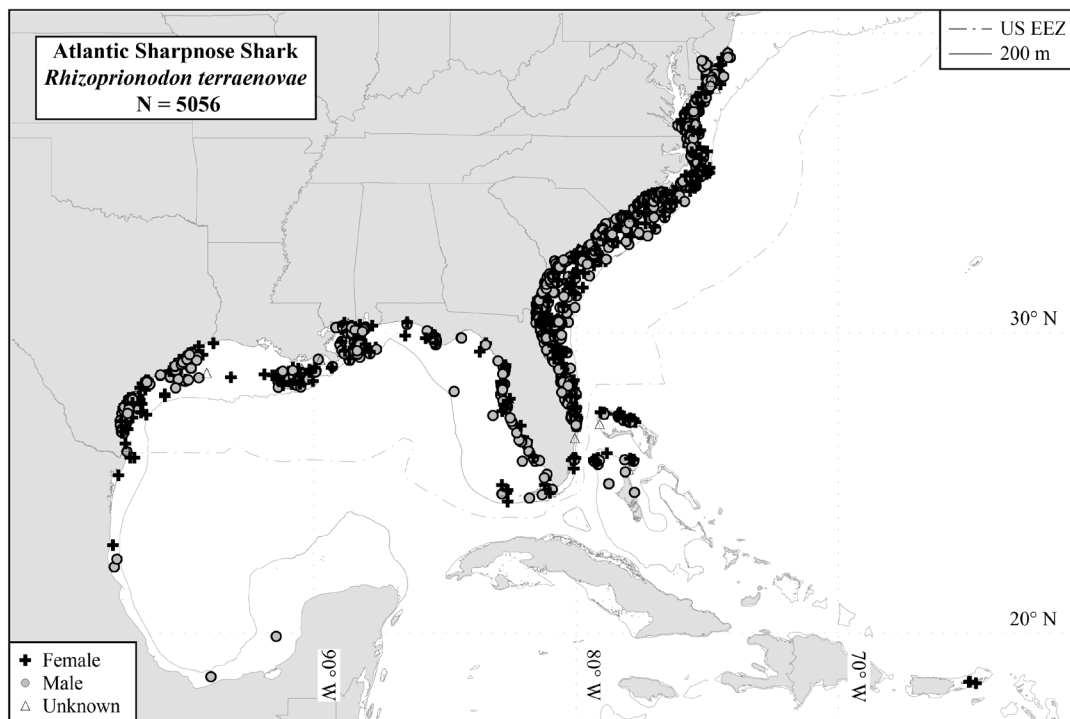 Atlantic Sharpnose Shark
Rhizoprionodon terraenovae
N = 5056
US EEZ
200 m
30° N
20° N
90° W
80° W
70° W
Female
Male
Unknown